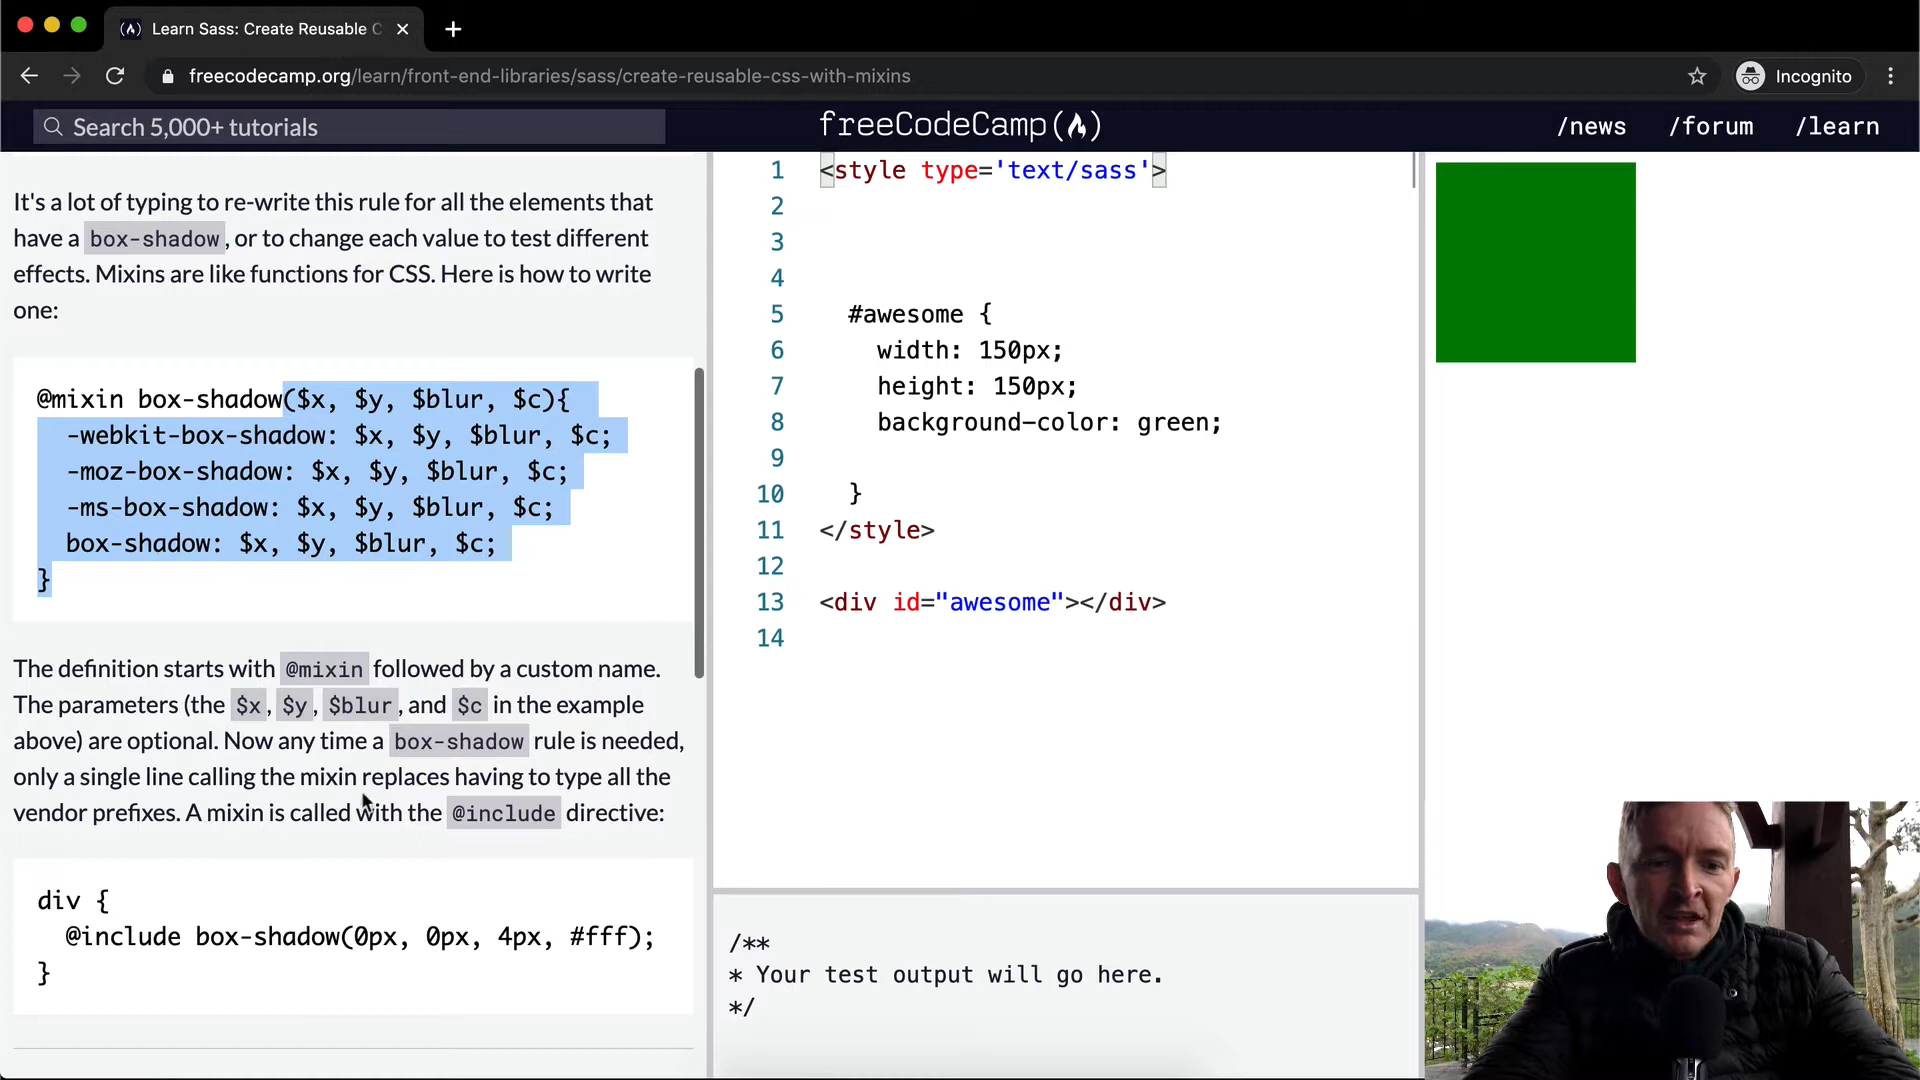 Learn Sass: Create Reusable C
freecodecamp.org/learn/front-end-libraries/sass/create-reusable-css-with-mixins
Incognito
Search 5,000+ tutorials
freeCodeCamp
/news
/forum
/learn
It's a lot of typing to re-write this rule for all the elements that
have a box-shadow, or to change each value to test different
effects. Mixins are like functions for CSS. Here is how to write
one:
@mixin box-shadow($x, $y, $blur, $c){
-webkit-box-shadow: $x, $y, $blur, $c;
-moz-box-shadow: $x, $y, $blur, $c;
-ms-box-shadow: $x, $y, $blur, $c;
box-shadow: $x, $y, $blur, $c;
}
The definition starts with @mixin followed by a custom name.
The parameters (the $x, $y, $blur, and $c in the example
above) are optional. Now any time a box-shadow rule is needed,
only a single line calling the mixin replaces having to type all the
vendor prefixes. A mixin is called with the @include directive:
div {
@include box-shadow(0px, 0px, 4px, #fff);
}
1 <style type='text/sass'>
2
3
4
5 #awesome {
6 width: 150px;
7 height: 150px;
8 background-color: green;
9
10 }
11 </style>
12
13 <div id="awesome"></div>
14
/**
* Your test output will go here.
*/